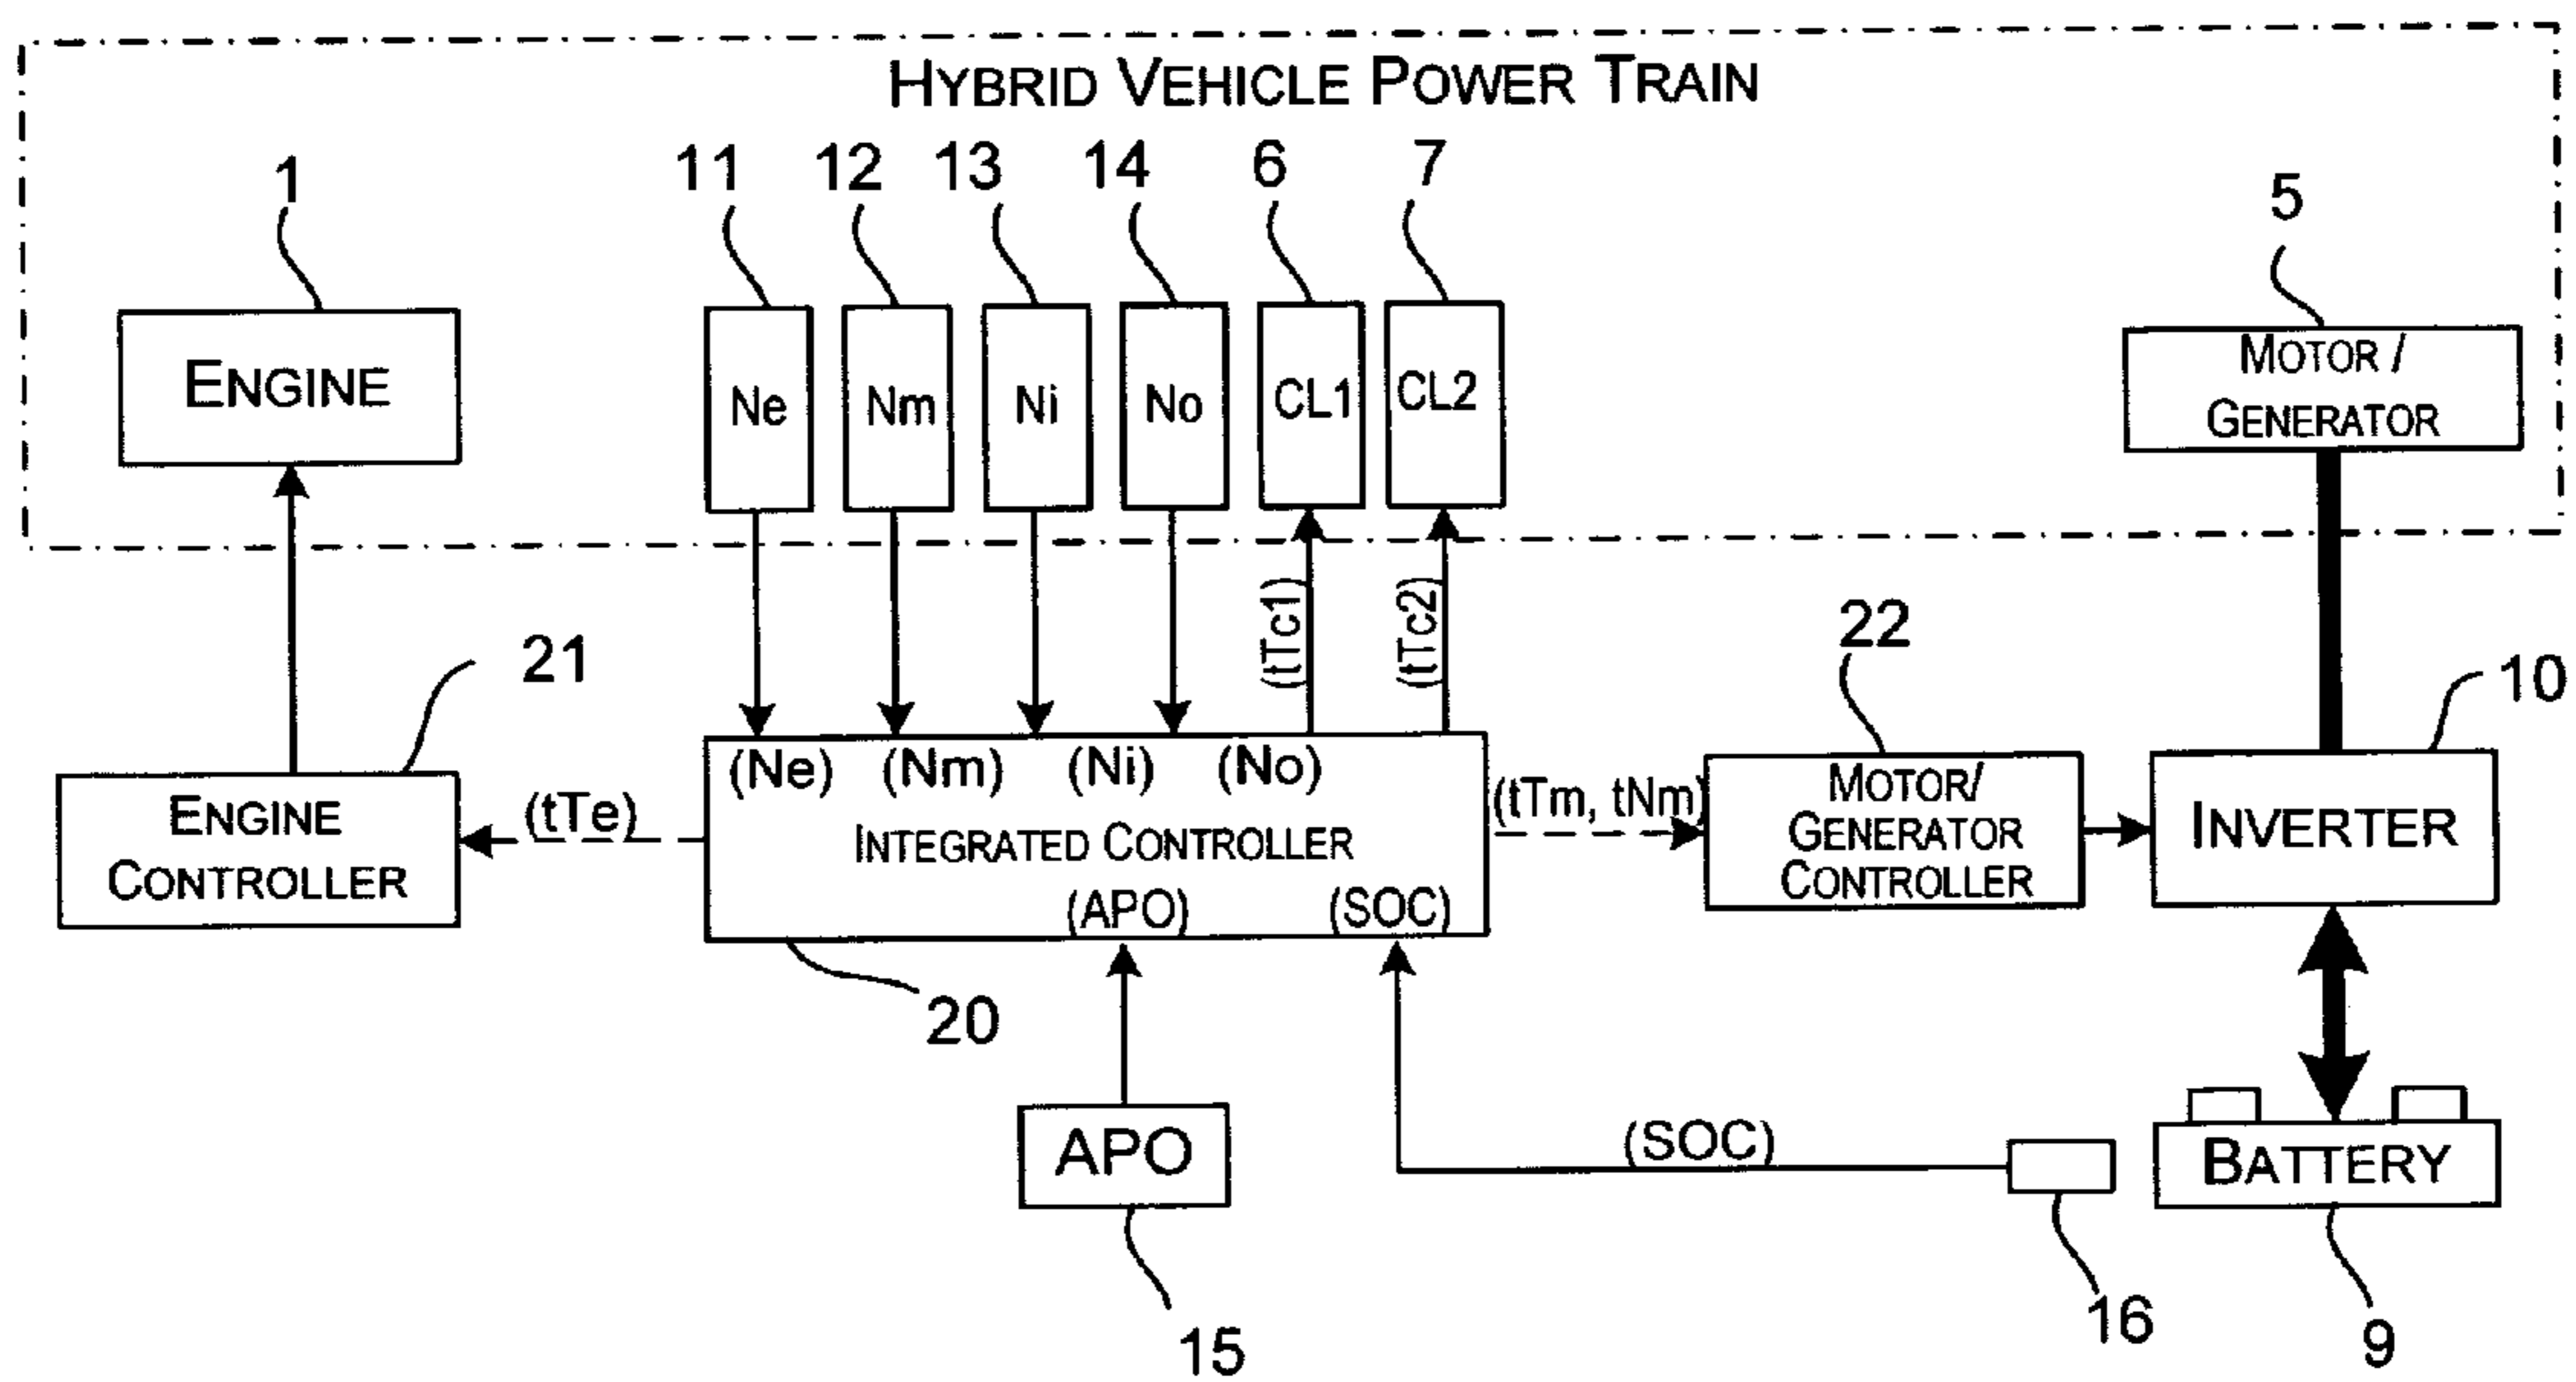 HYBRID VEHICLE POWER TRAIN
1
11
12
13
14
6
7
5
ENGINE
Ne
Nm
Ni
No
CL1
CL2
MOTOR /
GENERATOR
(tTc1)
(tTc2)
21
22
10
(Ne)
(Nm)
(Ni)
(No)
ENGINE
CONTROLLER
(tTe)
INTEGRATED CONTROLLER
(APO)
(SOC)
(tTm, tNm)
MOTOR/
GENERATOR
CONTROLLER
INVERTER
20
APO
(SOC)
BATTERY
15
16
9